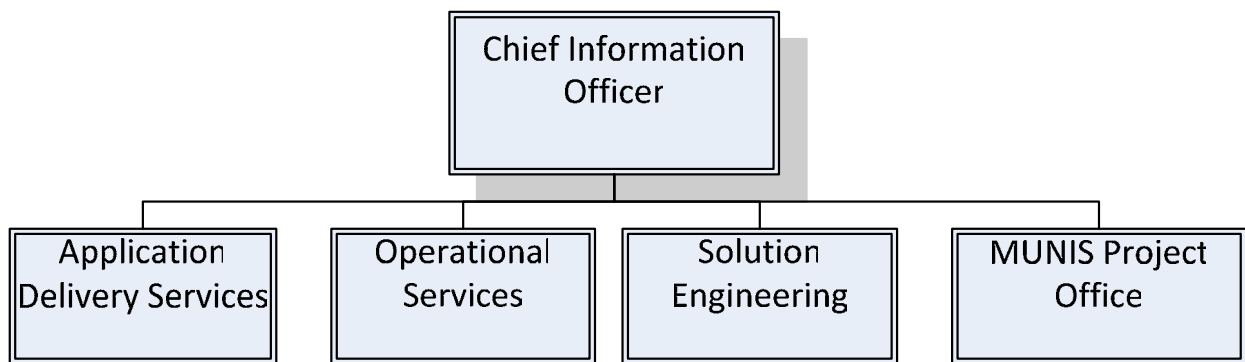 Chief Information
Officer
Application
Delivery Services
Operational
Services
Solution
Engineering
MUNIS Project
Office